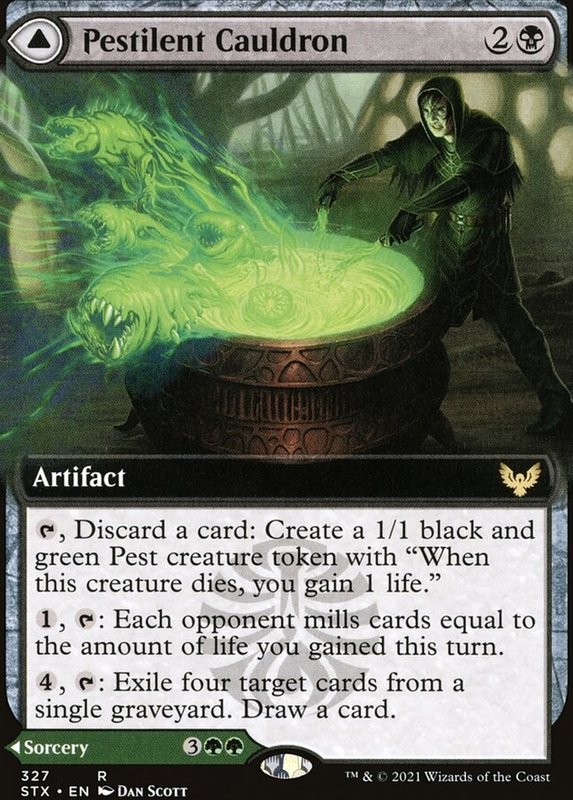 Pestilent Cauldron 2
Artifact
, Discard a card: Create a 1/1 black and
green Pest creature token with “When
this creature dies, you gain 1 life.”
1, : Each opponent mills cards equal to
the amount of life you gained this turn.
4, : Exile four target cards from a
single graveyard. Draw a card.
Sorcery 3
327 R
STX • EN DAN SCOTT
™ & © 2021 Wizards of the Coast